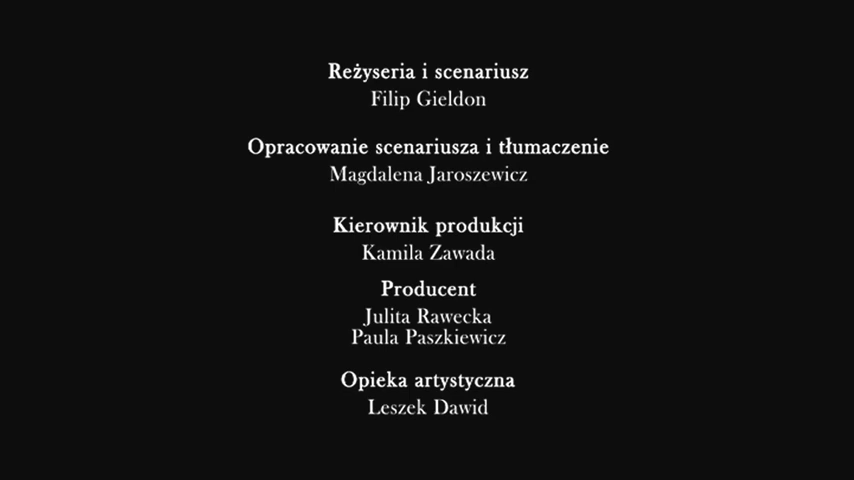 Reżyseria i scenariusz
Filip Gieldon
Opracowanie scenariusza i tłumaczenie
Magdalena Jaroszewicz
Kierownik produkcji
Kamila Zawada
Producent
Julita Rawecka
Paula Paszkiewicz
Opieka artystyczna
Leszek Dawid